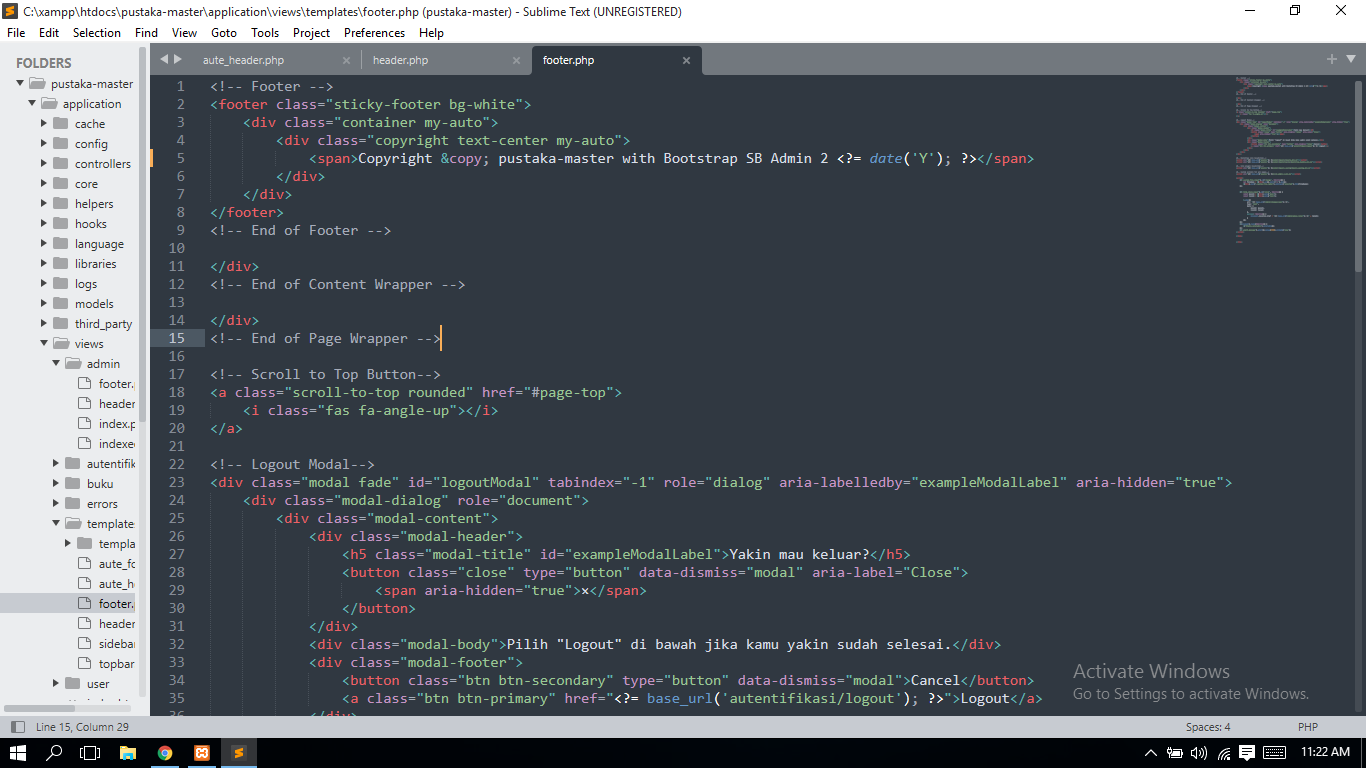 C:\xampp\htdocs\pustaka-master\application\views\templates\footer.php (pustaka-master) - Sublime Text (UNREGISTERED)
File Edit Selection Find View Goto Tools Project Preferences Help
FOLDERS
pustaka-master
application
cache
config
controllers
core
helpers
hooks
language
libraries
logs
models
third_party
views
admin
footer.
header
index.p
indexe
autentifik
buku
errors
template
templa
aute_fo
aute_h
footer.
header
sideba
topbar
user
aute_header.php header.php footer.php
1 <!-- Footer -->
2 <footer class="sticky-footer bg-white">
3 <div class="container my-auto">
4 <div class="copyright text-center my-auto">
5 <span>Copyright &copy; pustaka-master with Bootstrap SB Admin 2 <?= date('Y'); ?></span>
6 </div>
7 </div>
8 </footer>
9 <!-- End of Footer -->
10
11 </div>
12 <!-- End of Content Wrapper -->
13
14 </div>
15 <!-- End of Page Wrapper -->
16
17 <!-- Scroll to Top Button-->
18 <a class="scroll-to-top rounded" href="#page-top">
19 <i class="fas fa-angle-up"></i>
20 </a>
21
22 <!-- Logout Modal-->
23 <div class="modal fade" id="logoutModal" tabindex="-1" role="dialog" aria-labelledby="exampleModalLabel" aria-hidden="true">
24 <div class="modal-dialog" role="document">
25 <div class="modal-content">
26 <div class="modal-header">
27 <h5 class="modal-title" id="exampleModalLabel">Yakin mau keluar?</h5>
28 <button class="close" type="button" data-dismiss="modal" aria-label="Close">
29 <span aria-hidden="true">×</span>
30 </button>
31 </div>
32 <div class="modal-body">Pilih "Logout" di bawah jika kamu yakin sudah selesai.</div>
33 <div class="modal-footer">
34 <button class="btn btn-secondary" type="button" data-dismiss="modal">Cancel</button>
35 <a class="btn btn-primary" href="<?= base_url('autentifikasi/logout'); ?>">Logout</a>
36 </div>
Activate Windows
Go to Settings to activate Windows.
Line 15, Column 29 Spaces: 4 PHP
11:22 AM